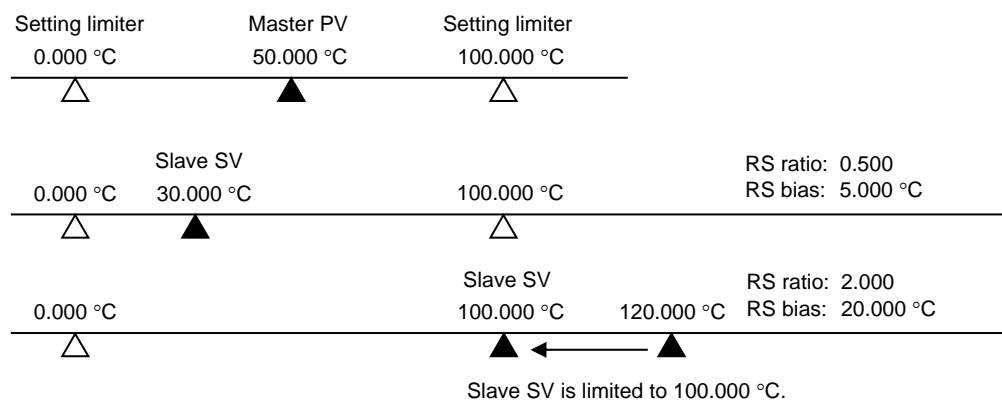 Setting limiter Master PV Setting limiter
0.000 °C 50.000 °C 100.000 °C
Slave SV RS ratio: 0.500
0.000 °C 30.000 °C 100.000 °C RS bias: 5.000 °C
Slave SV RS ratio: 2.000
0.000 °C 100.000 °C 120.000 °C RS bias: 20.000 °C
Slave SV is limited to 100.000 °C.